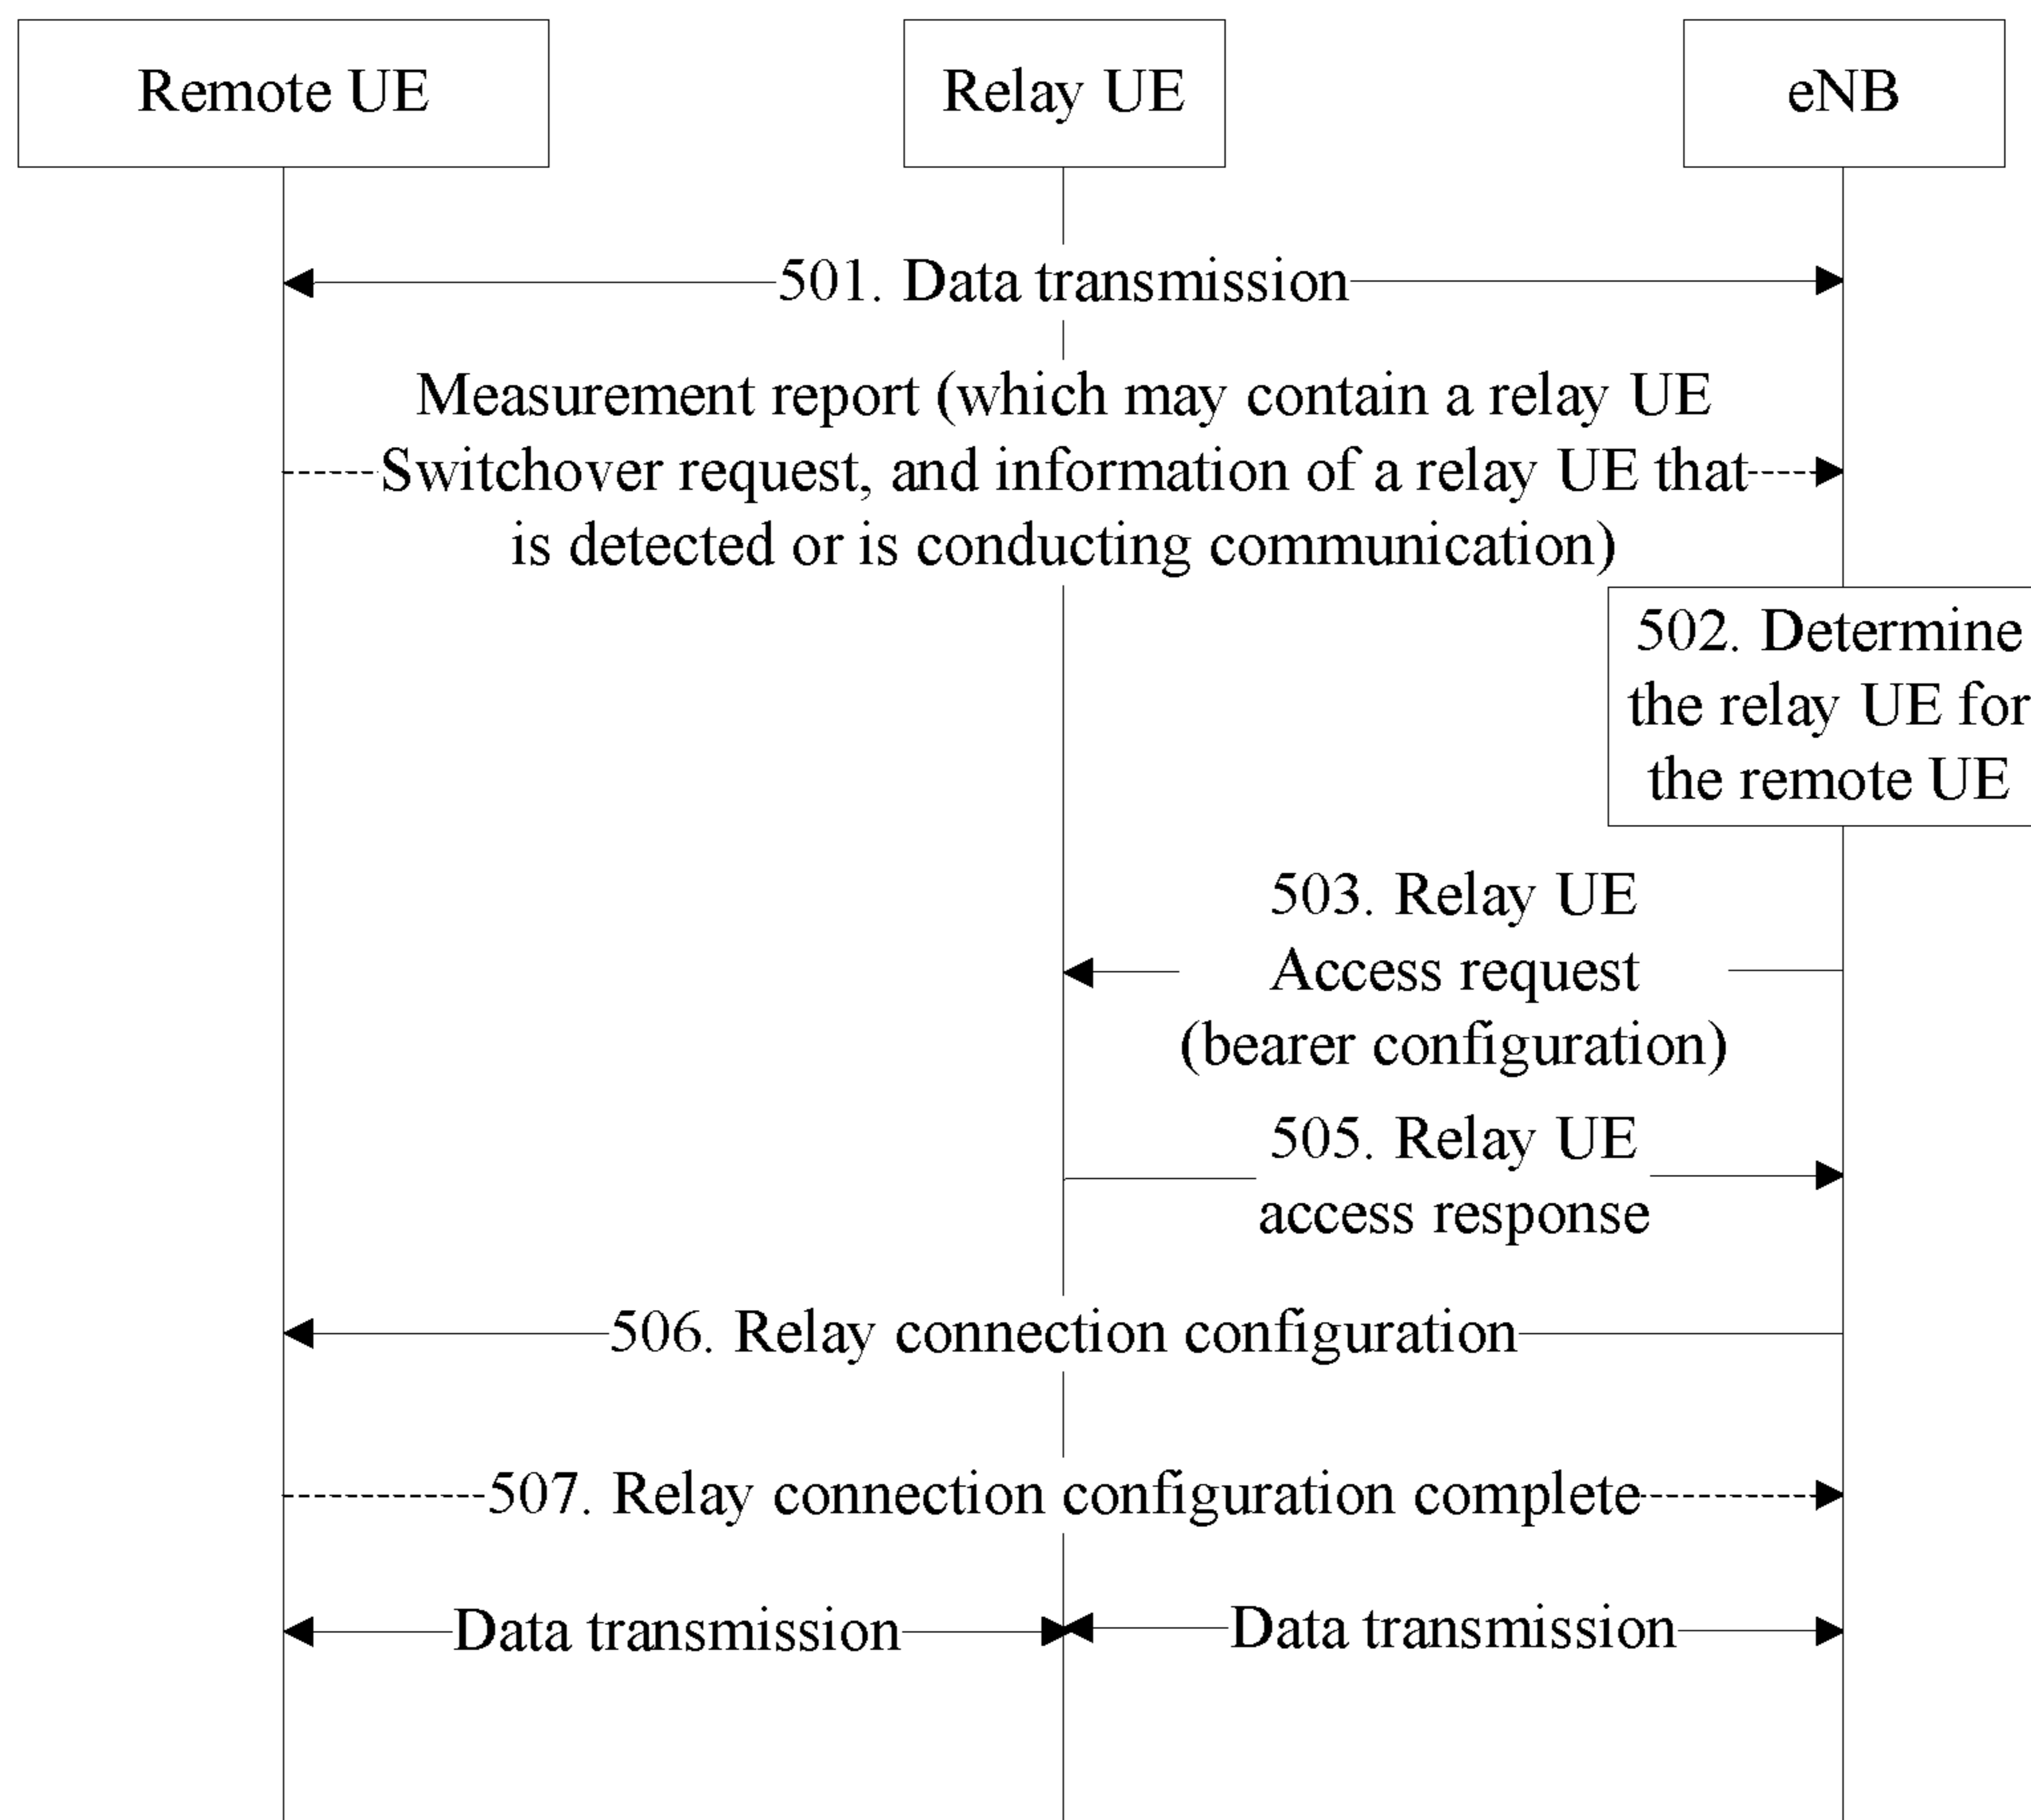 Remote UE
Relay UE
eNB
501. Data transmission
Measurement report (which may contain a relay UE
Switchover request, and information of a relay UE that
is detected or is conducting communication)
502. Determine
the relay UE for
the remote UE
503. Relay UE
Access request
(bearer configuration)
505. Relay UE
access response
506. Relay connection configuration
507. Relay connection configuration complete
Data transmission
Data transmission